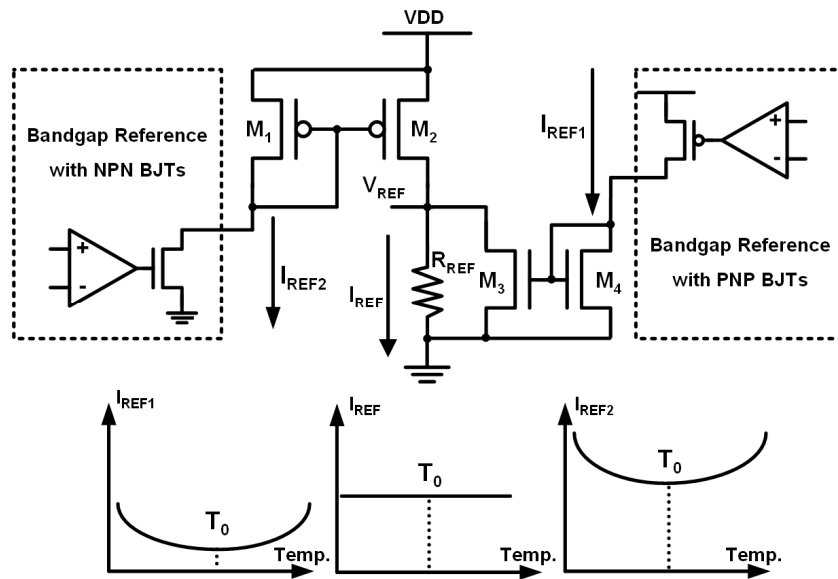 VDD
Bandgap Reference
with NPN BJTs
+
-
M1
M2
IREF2
VREF
IREF
RREF
M3
M4
IREF1
+
-
Bandgap Reference
with PNP BJTs
IREF1
T0
Temp.
IREF
T0
Temp.
IREF2
T0
Temp.